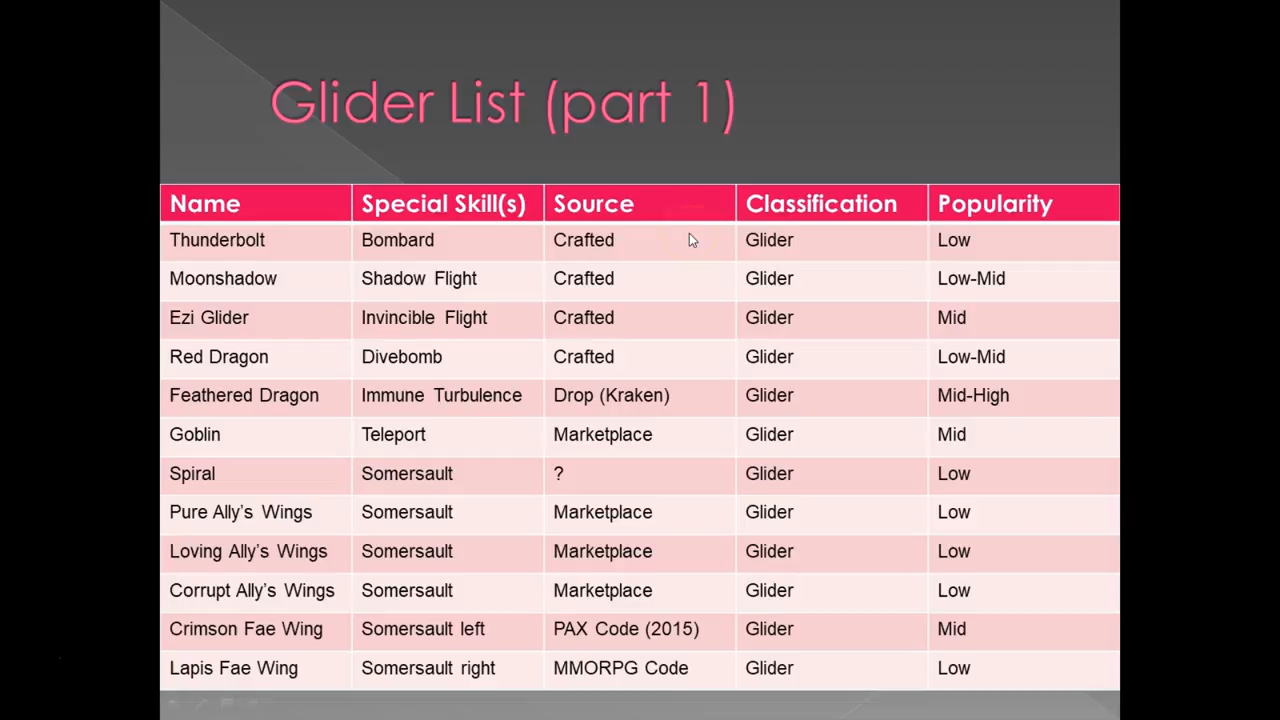 Glider List (part 1)
Name Special Skill(s) Source Classification Popularity
Thunderbolt Bombard Crafted Glider Low
Moonshadow Shadow Flight Crafted Glider Low-Mid
Ezi Glider Invincible Flight Crafted Glider Mid
Red Dragon Divebomb Crafted Glider Low-Mid
Feathered Dragon Immune Turbulence Drop (Kraken) Glider Mid-High
Goblin Teleport Marketplace Glider Mid
Spiral Somersault ? Glider Low
Pure Ally's Wings Somersault Marketplace Glider Low
Loving Ally's Wings Somersault Marketplace Glider Low
Corrupt Ally's Wings Somersault Marketplace Glider Low
Crimson Fae Wing Somersault left PAX Code (2015) Glider Mid
Lapis Fae Wing Somersault right MMORPG Code Glider Low